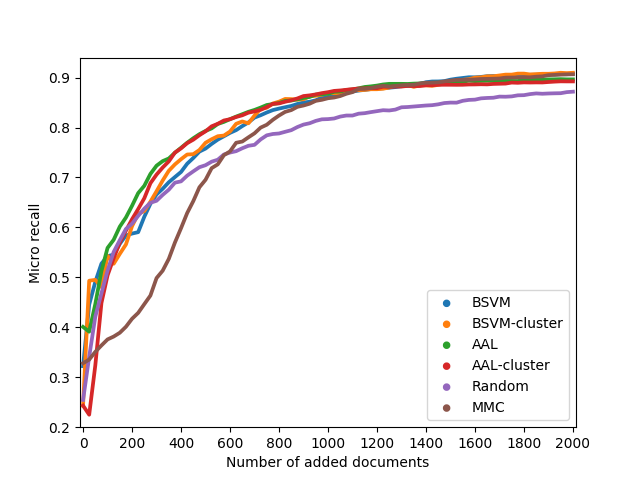 0.9
0.8
0.7
0.6
0.5
0.4
0.3
0.2
Micro recall
0 200 400 600 800 1000 1200 1400 1600 1800 2000
Number of added documents
BSVM
BSVM-cluster
AAL
AAL-cluster
Random
MMC